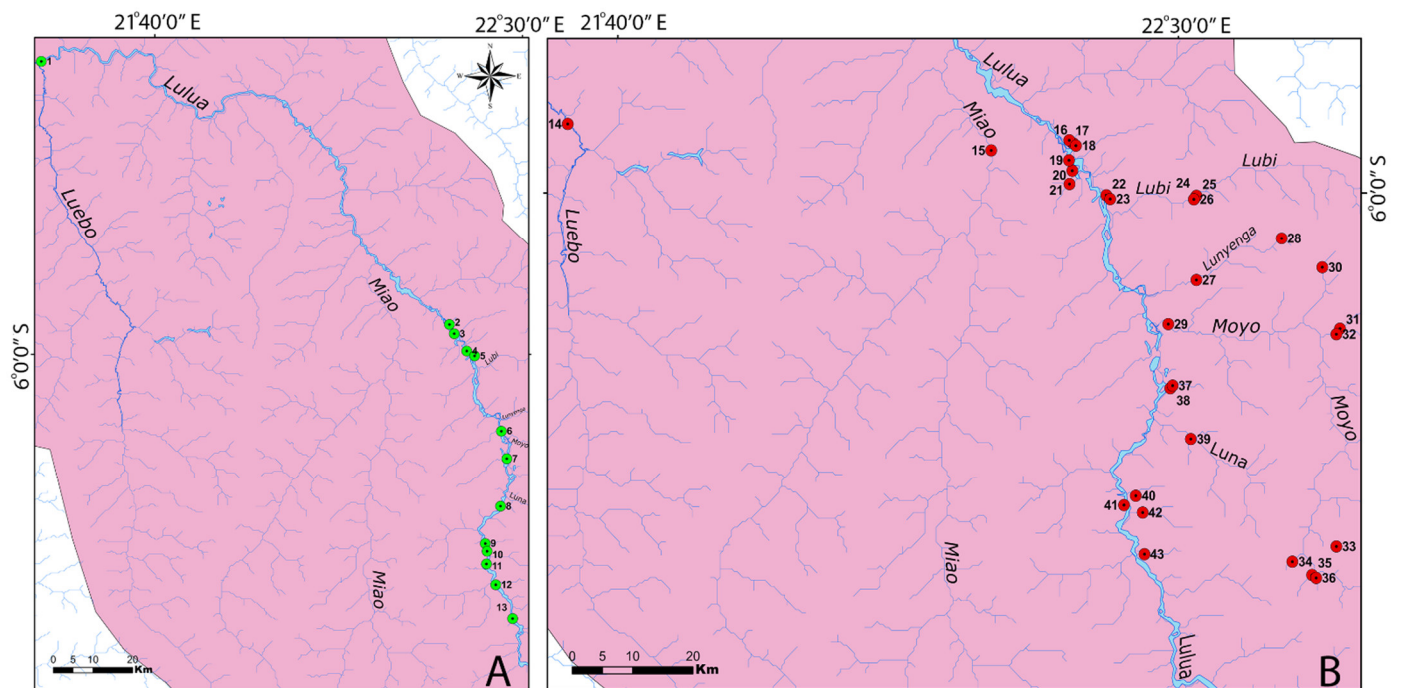 21°40'0" E
22°30'0" E
21°40'0" E
22°30'0" E
N
W E
S
6°0'0" S
6°0'0" S
1
Lulua
Luebo
Miao
2
3
4
5
Lubi
Lunyenga
6
Moyo
7
Luna
8
9
10
11
12
13
Miao
0 5 10 20
Km
A
Lulua
Miao
14
15
16 17
18
19
20
21
22
23
Lubi
Lubi
24 25
26
Luebo
Lunyenga
28
27
30
29
Moyo
31
32
37
38
Moyo
39
Luna
40
41
42
43
Miao
33
34 35
36
Lulua
0 5 10 20
Km
B